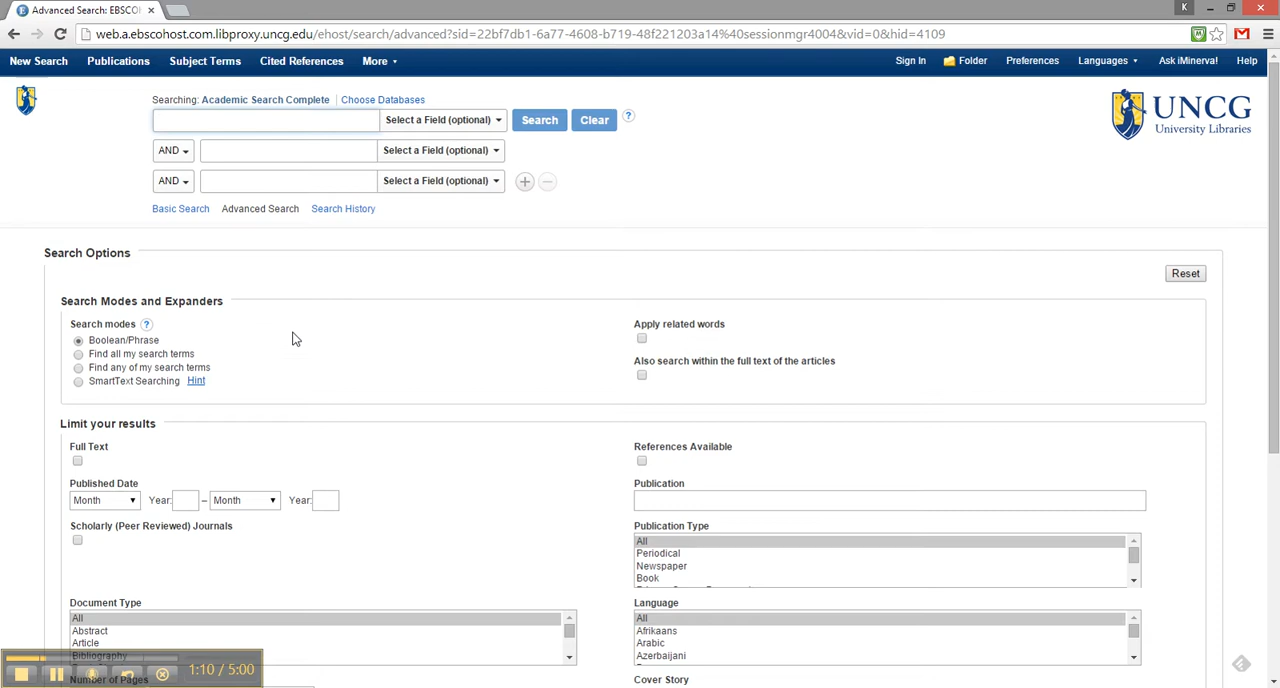 Advanced Search: EBSCO
K
web.a.ebscohost.com.libproxy.uncg.edu/ehost/search/advanced?sid=22bf7db1-6a77-4608-b719-48f221203a14%40sessionmgr4004&vid=0&hid=4109
New Search Publications Subject Terms Cited References More Sign In Folder Preferences Languages Ask iMinerva! Help
Searching: Academic Search Complete | Choose Databases
Select a Field (optional) Search Clear ?
UNCG
University Libraries
AND Select a Field (optional)
AND Select a Field (optional)
Basic Search Advanced Search Search History
Search Options
Reset
Search Modes and Expanders
Search modes ? Apply related words
Boolean/Phrase
Find all my search terms
Also search within the full text of the articles
Find any of my search terms
SmartText Searching Hint
Limit your results
Full Text References Available
Published Date Publication
Month Year: – Month Year:
Scholarly (Peer Reviewed) Journals Publication Type
All
Periodical
Newspaper
Book
Document Type Language
All All
Abstract Afrikaans
Article Arabic
Bibliography Azerbaijani
1:10 / 5:00
Number of Pages Cover Story